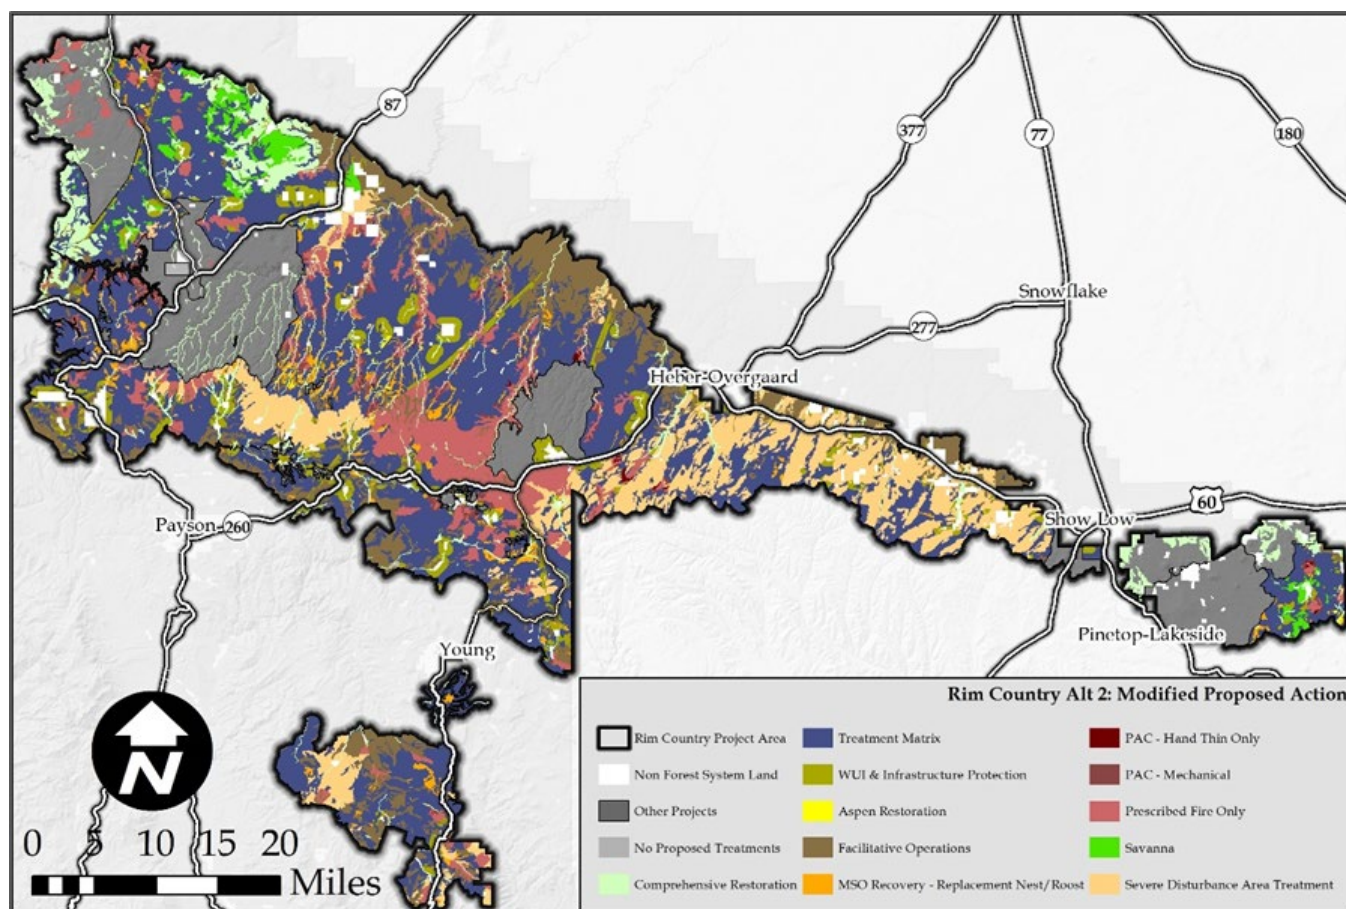 87
377
77
180
Snowflake
277
Heber-Overgaard
60
Show Low
Payson
260
Pinetop-Lakeside
Young
N
0 5 10 15 20
Miles
Rim Country Alt 2: Modified Proposed Action
Rim Country Project Area
Treatment Matrix
PAC - Hand Thin Only
Non Forest System Land
WUI & Infrastructure Protection
PAC - Mechanical
Other Projects
Aspen Restoration
Prescribed Fire Only
No Proposed Treatments
Facilitative Operations
Savanna
Comprehensive Restoration
MSO Recovery - Replacement Nest/Roost
Severe Disturbance Area Treatment